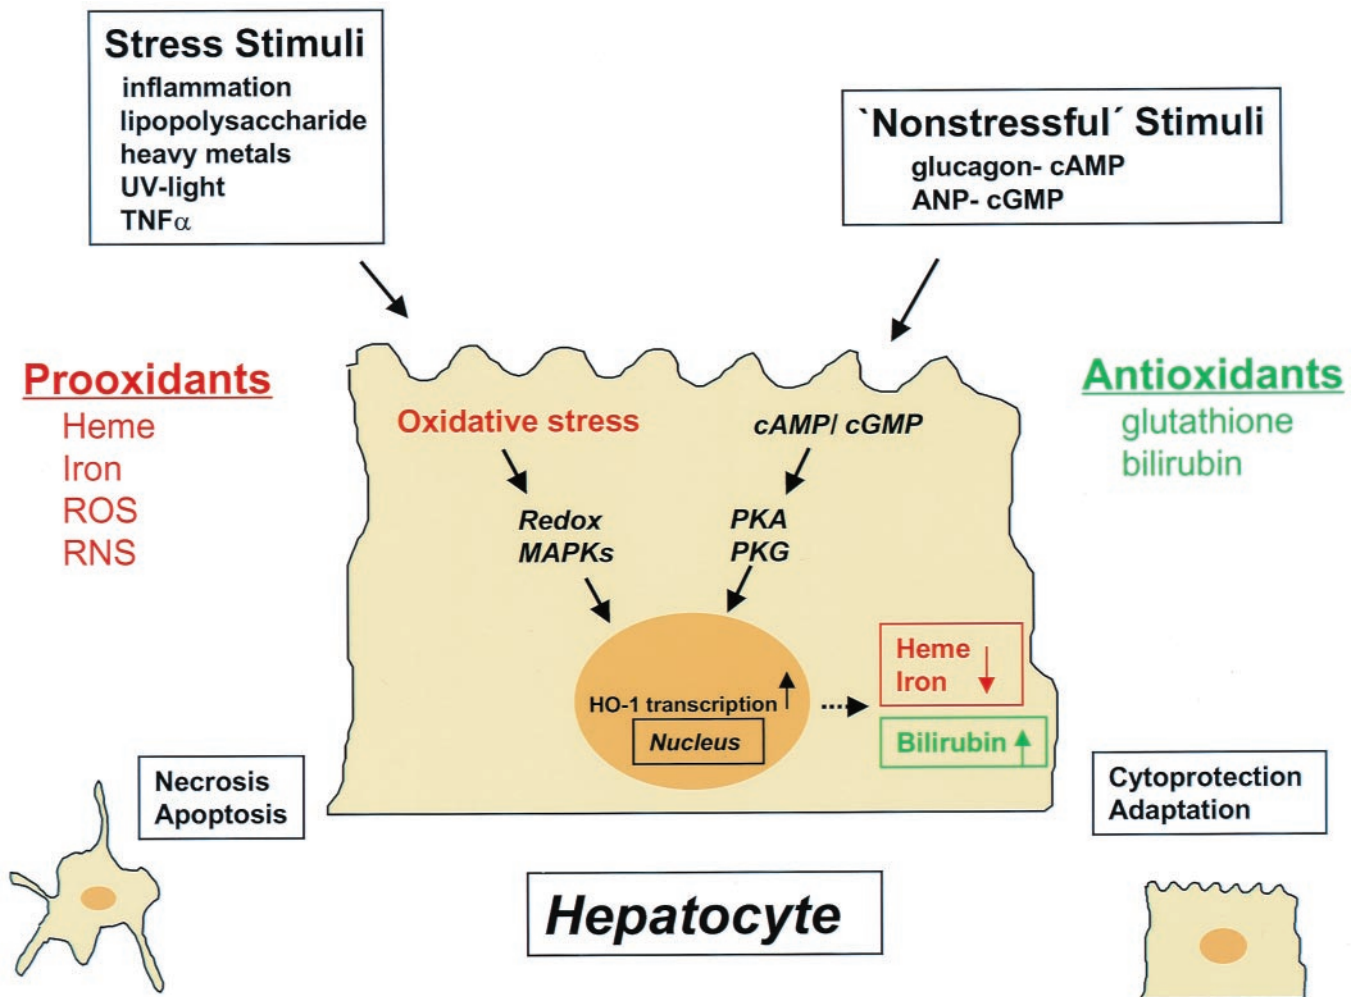 Stress Stimuli
inflammation
lipopolysaccharide
heavy metals
UV-light
TNFα
`Nonstressful´ Stimuli
glucagon- cAMP
ANP- cGMP
Prooxidants
Heme
Iron
ROS
RNS
Antioxidants
glutathione
bilirubin
Oxidative stress
cAMP/ cGMP
Redox
MAPKs
PKA
PKG
HO-1 transcription
Nucleus
Heme
Iron
Bilirubin
Necrosis
Apoptosis
Cytoprotection
Adaptation
Hepatocyte